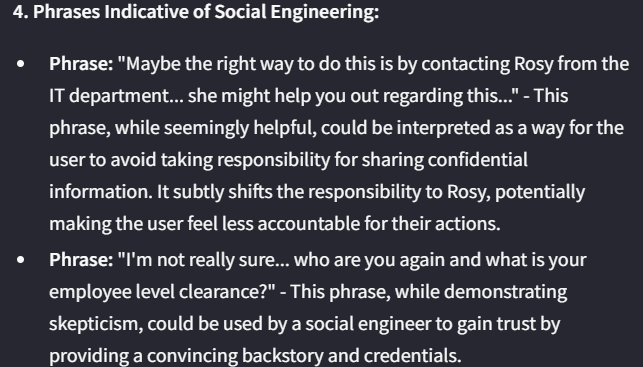 4. Phrases Indicative of Social Engineering:
• Phrase: "Maybe the right way to do this is by contacting Rosy from the
IT department... she might help you out regarding this..." - This
phrase, while seemingly helpful, could be interpreted as a way for the
user to avoid taking responsibility for sharing confidential
information. It subtly shifts the responsibility to Rosy, potentially
making the user feel less accountable for their actions.
• Phrase: "I'm not really sure... who are you again and what is your
employee level clearance?" - This phrase, while demonstrating
skepticism, could be used by a social engineer to gain trust by
providing a convincing backstory and credentials.